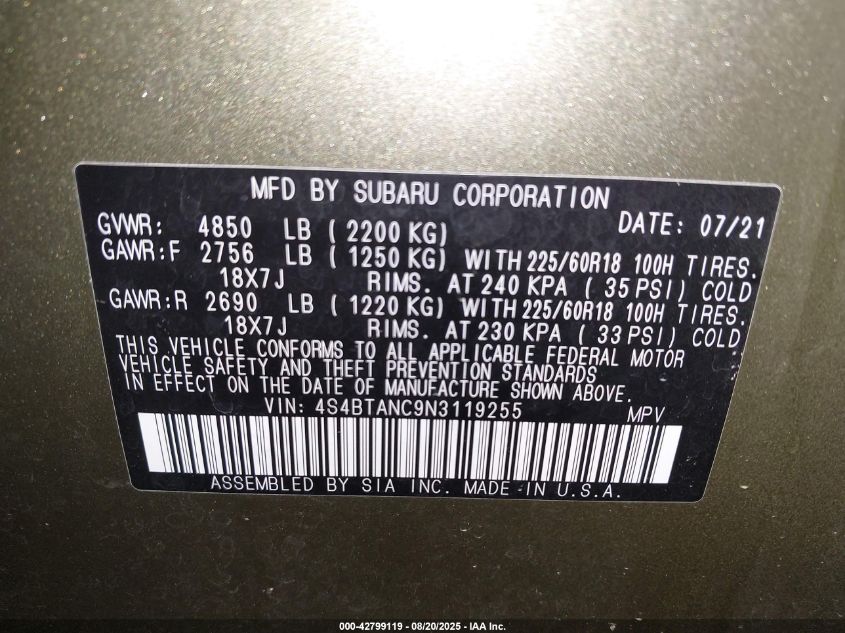 MFD BY SUBARU CORPORATION
GVWR: 4850 LB ( 2200 KG) DATE: 07/21
GAWR:F 2756 LB ( 1250 KG) WITH 225/60R18 100H TIRES.
18X7J RIMS. AT 240 KPA ( 35 PSI) COLD
GAWR:R 2690 LB ( 1220 KG) WITH 225/60R18 100H TIRES.
18X7J RIMS. AT 230 KPA ( 33 PSI) COLD
THIS VEHICLE CONFORMS TO ALL APPLICABLE FEDERAL MOTOR
VEHICLE SAFETY AND THEFT PREVENTION STANDARDS
IN EFFECT ON THE DATE OF MANUFACTURE SHOWN ABOVE.
VIN: 4S4BTANC9N3119255 MPV
ASSEMBLED BY SIA INC. MADE IN U.S.A.
000-42799119 - 08/20/2025 - IAA Inc.